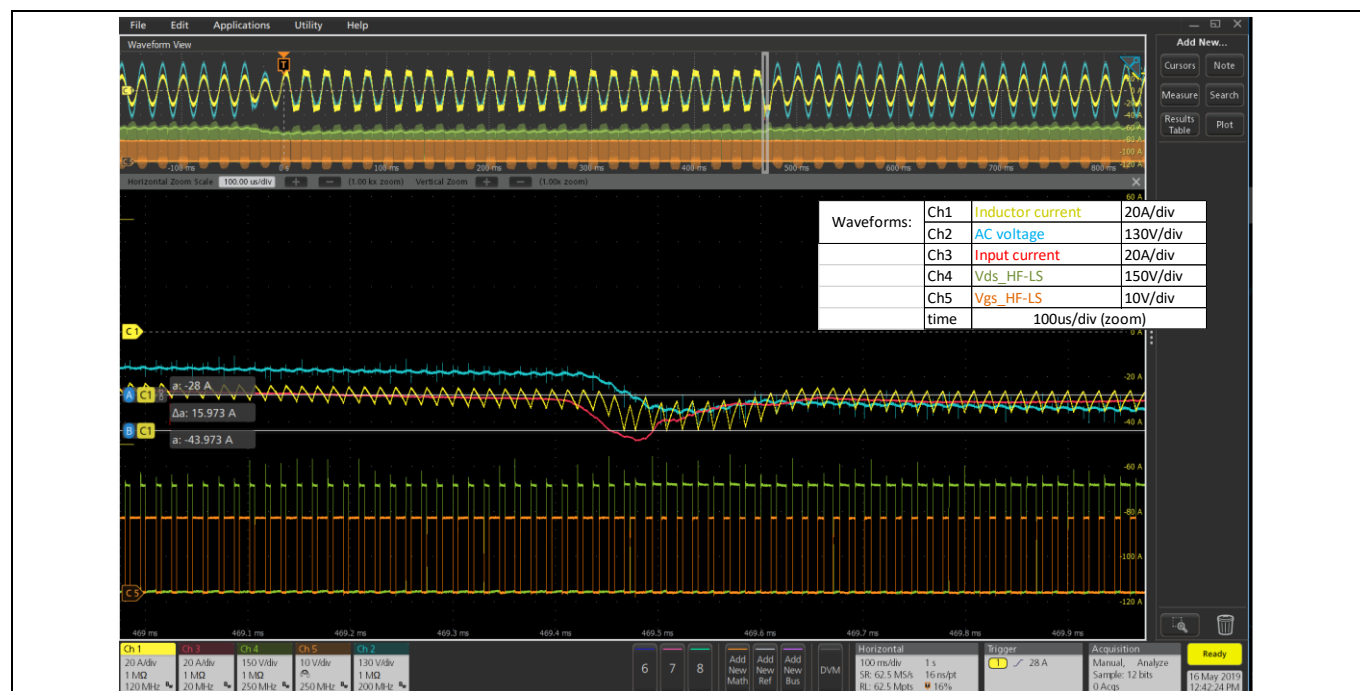 File Edit Applications Utility Help
Waveform View
Add New...
Cursors Note
Measure Search
Results Table Plot
T
C
-20 A
-40 A
-60 A
-80 A
-100 A
-120 A
-100 ms 0 s 100 ms 200 ms 300 ms 400 ms 500 ms 600 ms 700 ms 800 ms
Horizontal Zoom Scale 100.00 us/div + − (1.00 kx zoom) Vertical Zoom + − (1.00x zoom)
60 A
Waveforms: Ch1 Inductor current 20A/div
Ch2 AC voltage 130V/div
Ch3 Input current 20A/div
Ch4 Vds_HF-LS 150V/div
Ch5 Vgs_HF-LS 10V/div
time 100us/div (zoom)
C1
0 A
-20 A
a: -28 A
A C1
Δa: 15.973 A
-40 A
B C1
a: -43.973 A
-60 A
-80 A
-100 A
C5
-120 A
469 ms 469.1 ms 469.2 ms 469.3 ms 469.4 ms 469.5 ms 469.6 ms 469.7 ms 469.8 ms 469.9 ms
Ch 1 Ch 3 Ch 4 Ch 5 Ch 2
20 A/div 20 A/div 150 V/div 10 V/div 130 V/div
1 MΩ 1 MΩ 1 MΩ 1 MΩ
120 MHz 20 MHz 250 MHz 250 MHz 200 MHz
6 7 8
Add New Math
Add New Ref
Add New Bus
DVM
Horizontal
100 ms/div 1 s
SR: 62.5 MS/s 16 ns/pt
RL: 62.5 Mpts 16%
Trigger
1 28 A
Acquisition
Manual, Analyze
Sample: 12 bits
0 Acqs
Ready
16 May 2019
12:42:24 PM